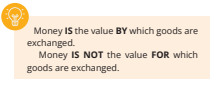 Money IS the value BY which goods are
exchanged.
Money IS NOT the value FOR which
goods are exchanged.